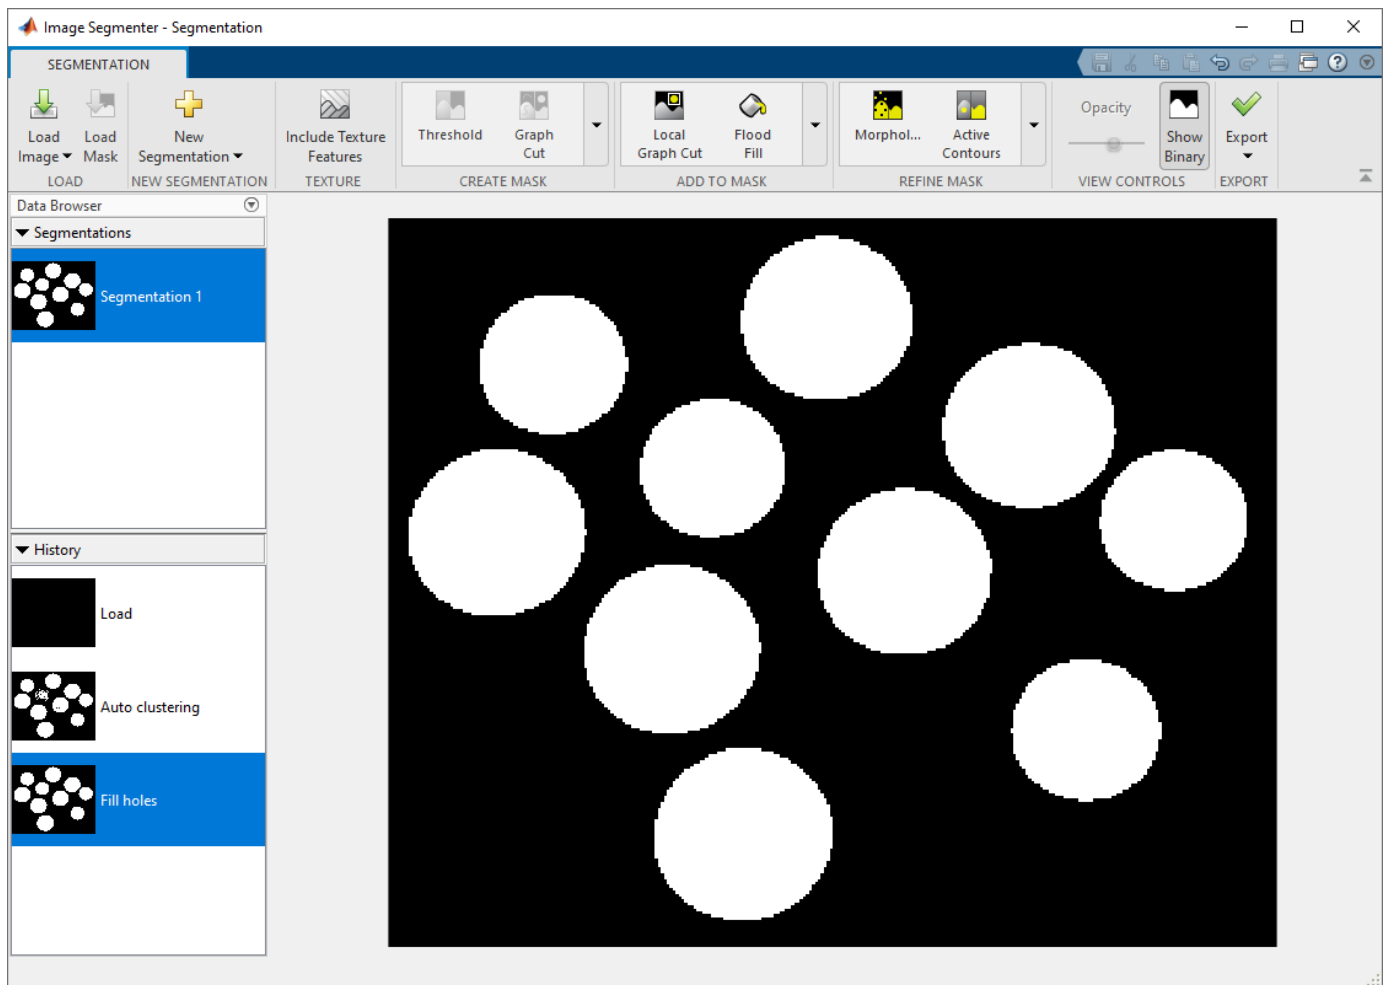 Image Segmenter - Segmentation
SEGMENTATION
Load Image
Load Mask
New Segmentation
Include Texture Features
Threshold
Graph Cut
Local Graph Cut
Flood Fill
Morphol...
Active Contours
Opacity
Show Binary
Export
LOAD
NEW SEGMENTATION
TEXTURE
CREATE MASK
ADD TO MASK
REFINE MASK
VIEW CONTROLS
EXPORT
Data Browser
Segmentations
Segmentation 1
History
Load
Auto clustering
Fill holes